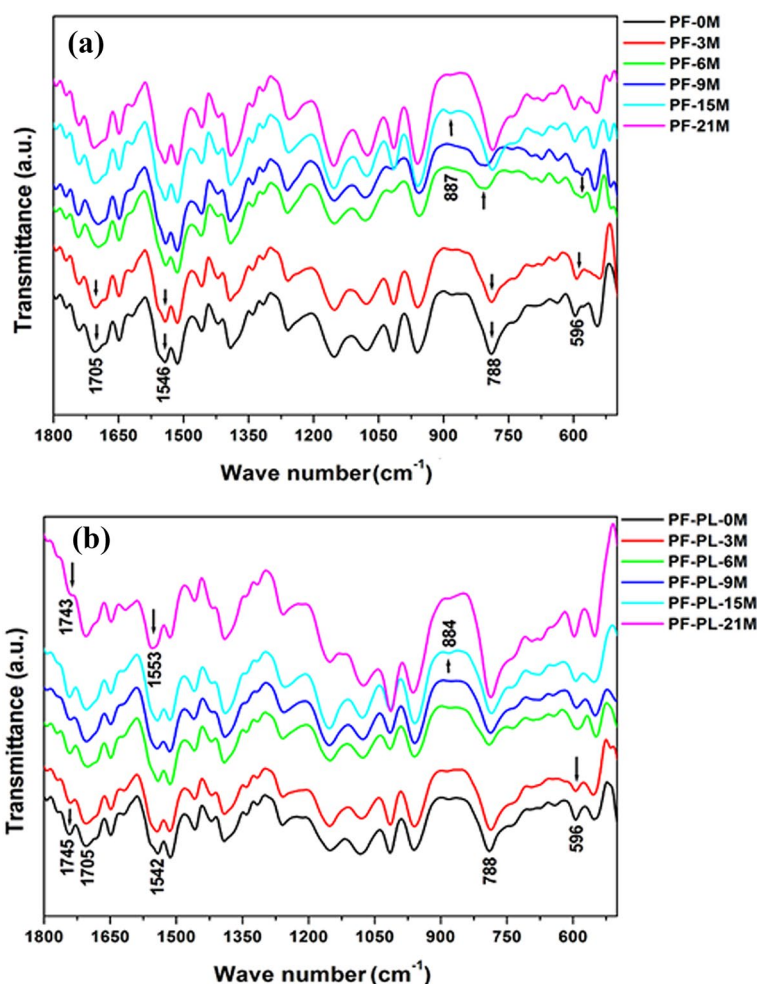 (a)
PF-0M
PF-3M
PF-6M
PF-9M
PF-15M
PF-21M
Transmittance (a.u.)
887
1705
1546
788
596
1800 1650 1500 1350 1200 1050 900 750 600
Wave number (cm-1)
(b)
PF-PL-0M
PF-PL-3M
PF-PL-6M
PF-PL-9M
PF-PL-15M
PF-PL-21M
Transmittance (a.u.)
1743
1553
884
1745
1705
1542
788
596
1800 1650 1500 1350 1200 1050 900 750 600
Wave number (cm-1)